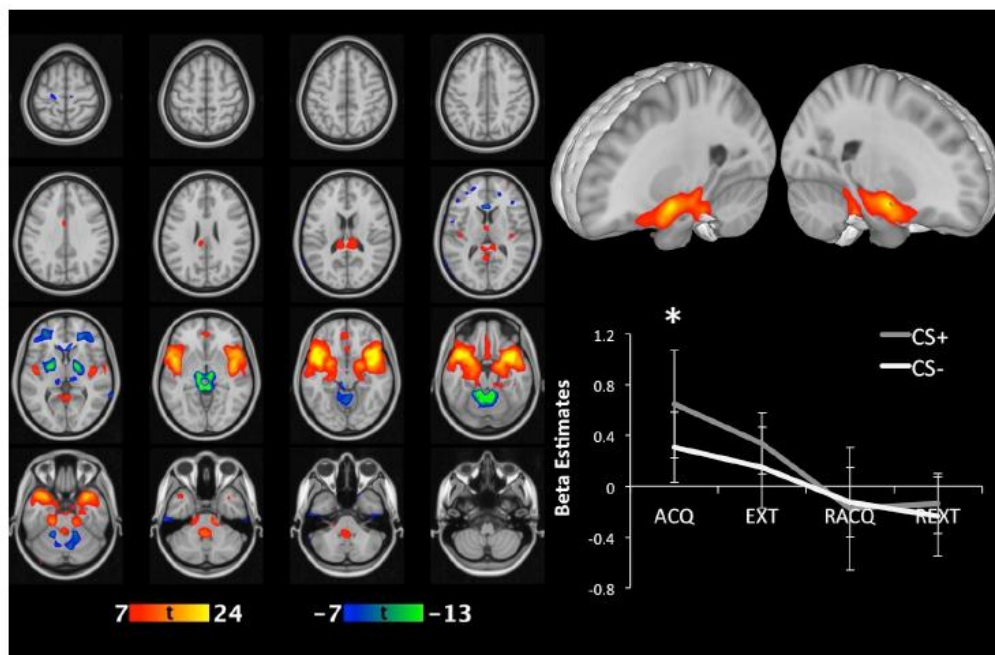 7 t 24
-7 t -13
*
CS+
CS-
1.2
0.8
0.4
0
-0.4
-0.8
Beta Estimates
ACQ EXT RACQ REXT